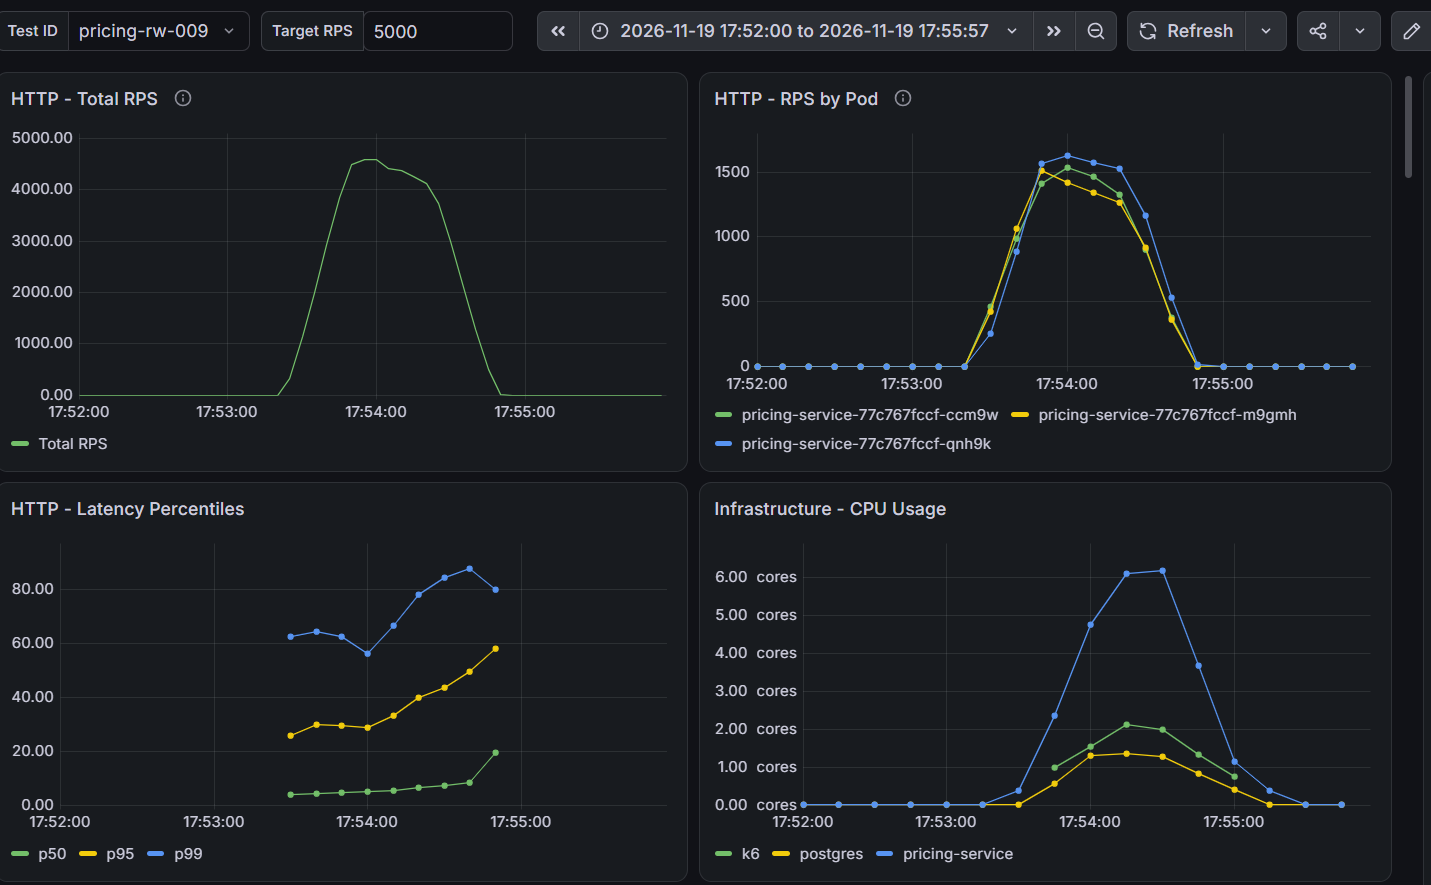 Test ID pricing-rw-009 Target RPS 5000 2026-11-19 17:52:00 to 2026-11-19 17:55:57 Refresh
HTTP - Total RPS
5000.00
4000.00
3000.00
2000.00
1000.00
0.00
17:52:00 17:53:00 17:54:00 17:55:00
Total RPS
HTTP - RPS by Pod
1500
1000
500
0
17:52:00 17:53:00 17:54:00 17:55:00
pricing-service-77c767fccf-ccm9w pricing-service-77c767fccf-m9gmh
pricing-service-77c767fccf-qnh9k
HTTP - Latency Percentiles
80.00
60.00
40.00
20.00
0.00
17:52:00 17:53:00 17:54:00 17:55:00
p50 p95 p99
Infrastructure - CPU Usage
6.00 cores
5.00 cores
4.00 cores
3.00 cores
2.00 cores
1.00 cores
0.00 cores
17:52:00 17:53:00 17:54:00 17:55:00
k6 postgres pricing-service